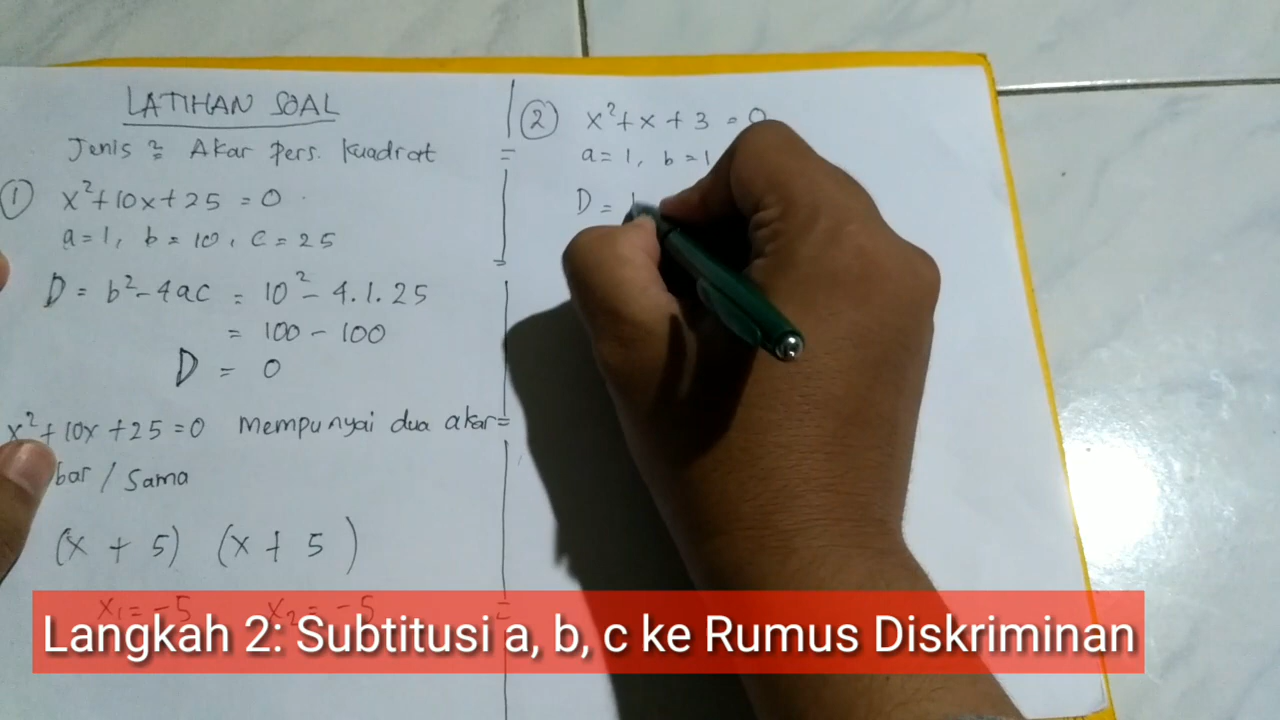 LATIHAN SOAL
Jenis ² Akar Pers. Kuadrat
① x²+10x+25 = 0
a=1, b=10, c=25
D = b²-4ac = 10² - 4.1.25
= 100 - 100
D = 0
x²+10x+25=0 mempunyai dua akar
bar / Sama
(x + 5) (x + 5)
x₁ = -5 x₂ = -5
② x²+x+3 = 0
a=1, b=1
D =
Langkah 2: Subtitusi a, b, c ke Rumus Diskriminan